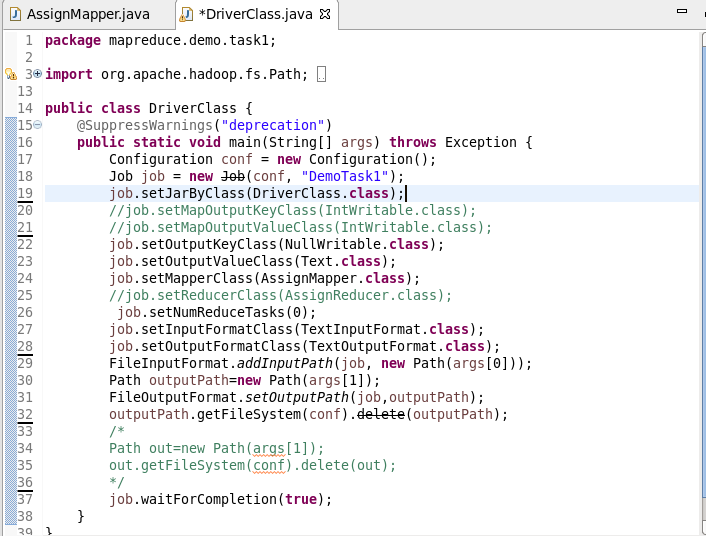 AssignMapper.java *DriverClass.java
1 package mapreduce.demo.task1;
2
3 import org.apache.hadoop.fs.Path;
13
14 public class DriverClass {
15 @SuppressWarnings("deprecation")
16 public static void main(String[] args) throws Exception {
17 Configuration conf = new Configuration();
18 Job job = new Job(conf, "DemoTask1");
19 job.setJarByClass(DriverClass.class);
20 //job.setMapOutputKeyClass(IntWritable.class);
21 //job.setMapOutputValueClass(IntWritable.class);
22 job.setOutputKeyClass(NullWritable.class);
23 job.setOutputValueClass(Text.class);
24 job.setMapperClass(AssignMapper.class);
25 //job.setReducerClass(AssignReducer.class);
26 job.setNumReduceTasks(0);
27 job.setInputFormatClass(TextInputFormat.class);
28 job.setOutputFormatClass(TextOutputFormat.class);
29 FileInputFormat.addInputPath(job, new Path(args[0]));
30 Path outputPath=new Path(args[1]);
31 FileOutputFormat.setOutputPath(job,outputPath);
32 outputPath.getFileSystem(conf).delete(outputPath);
33 /*
34 Path out=new Path(args[1]);
35 out.getFileSystem(conf).delete(out);
36 */
37 job.waitForCompletion(true);
38 }
39 }